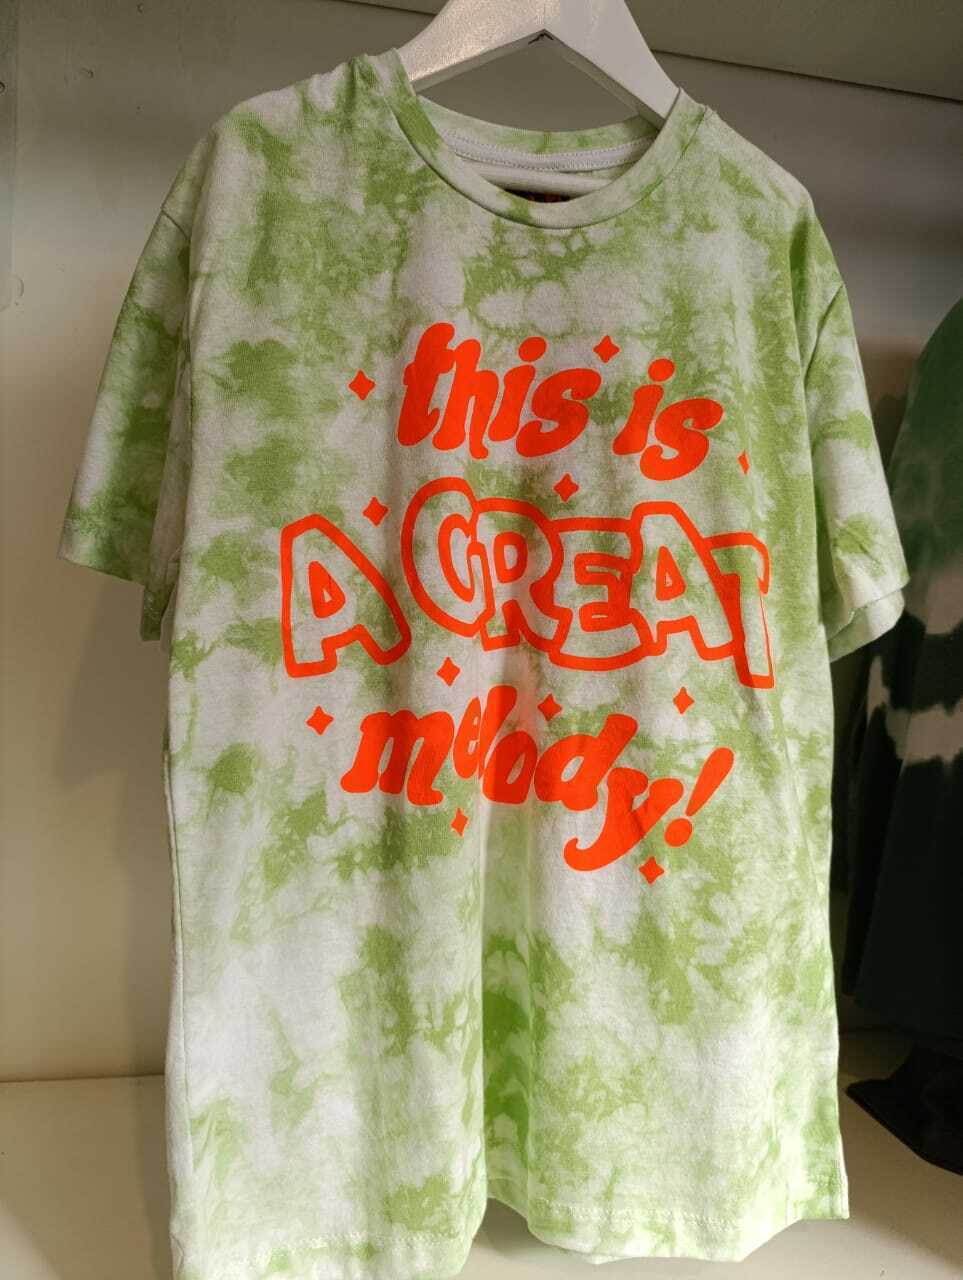 this is
A GREAT
melody!